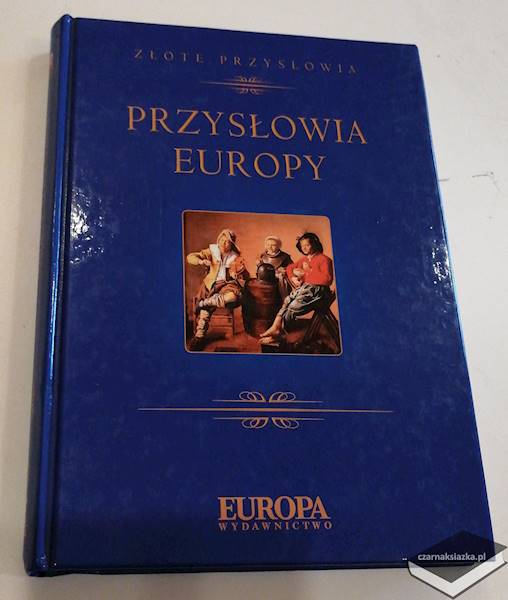 ZŁOTE PRZYSŁOWIA
PRZYSŁOWIA
EUROPY
EUROPA
WYDAWNICTWO
czarnaksiazka.pl